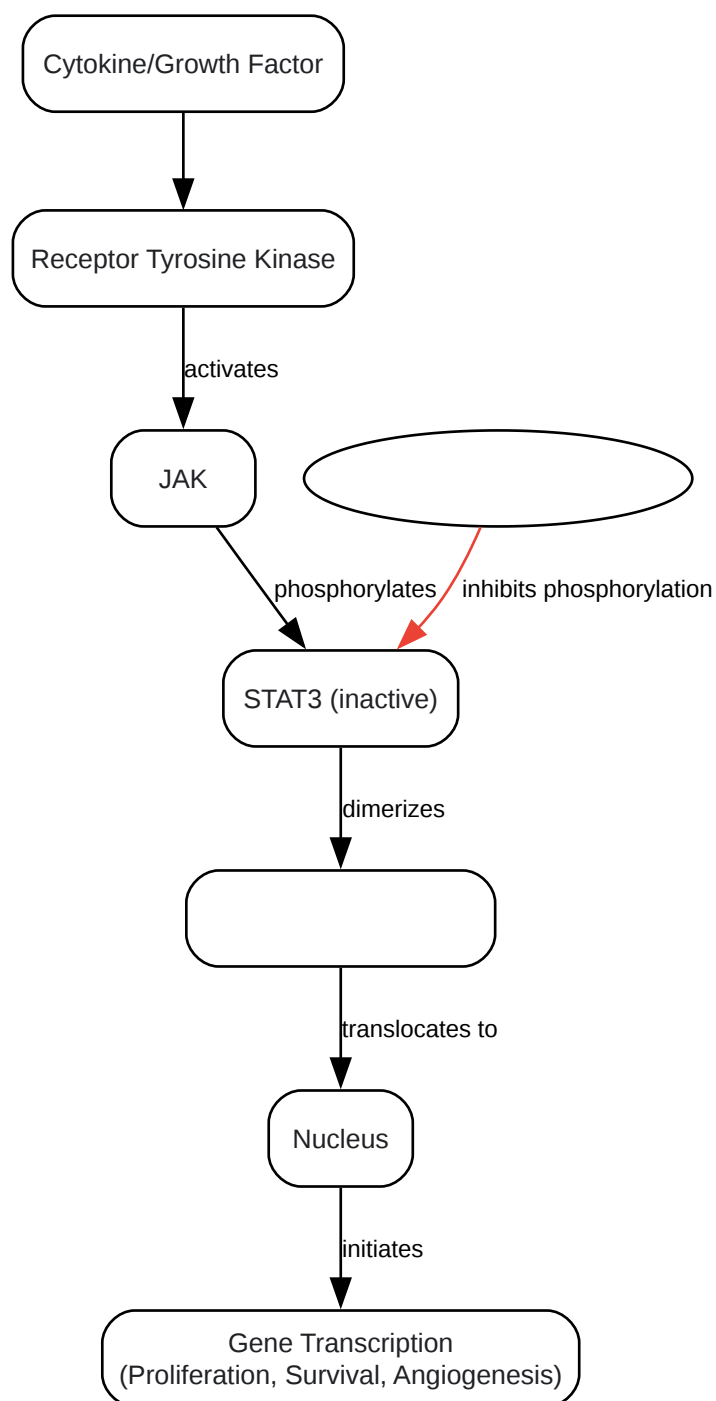 Cytokine/Growth Factor
Receptor Tyrosine Kinase
activates
JAK
phosphorylates
inhibits phosphorylation
STAT3 (inactive)
dimerizes
translocates to
Nucleus
initiates
Gene Transcription
(Proliferation, Survival, Angiogenesis)